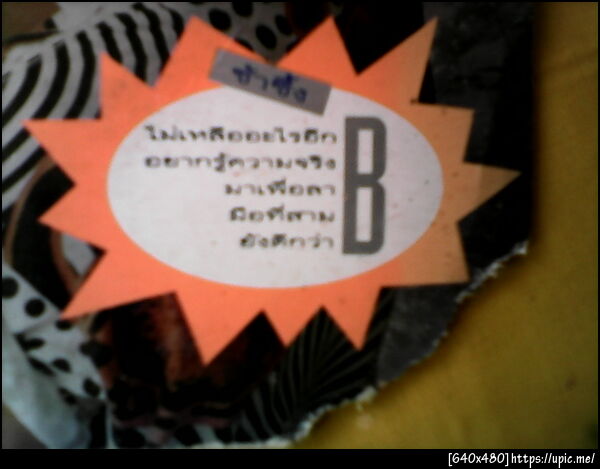 ซ้ำซึ้ง
ไม่เหลืออะไรอีก
อยากรู้ความจริง
มาเพื่อลา
มือที่สาม
ยังดีกว่า
B
[640x480]https://upic.me/